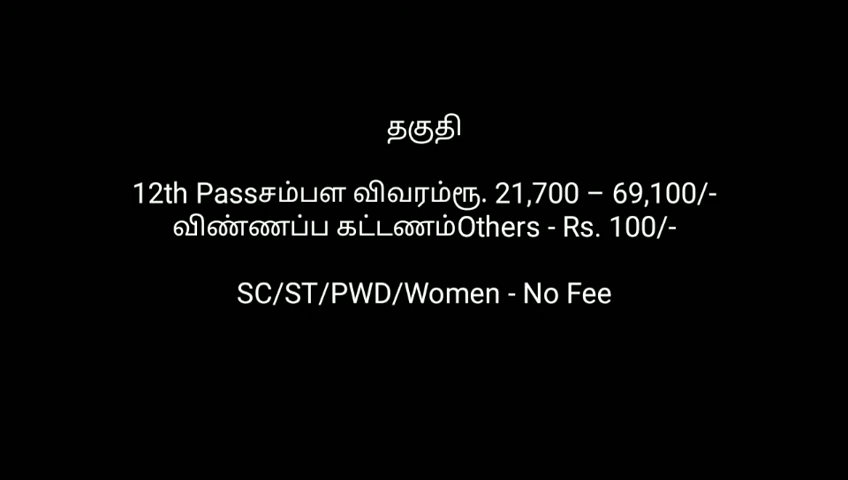 தகுதி
12th Passசம்பள விவரம்ரூ. 21,700 – 69,100/-
விண்ணப்ப கட்டணம்Others - Rs. 100/-
SC/ST/PWD/Women - No Fee